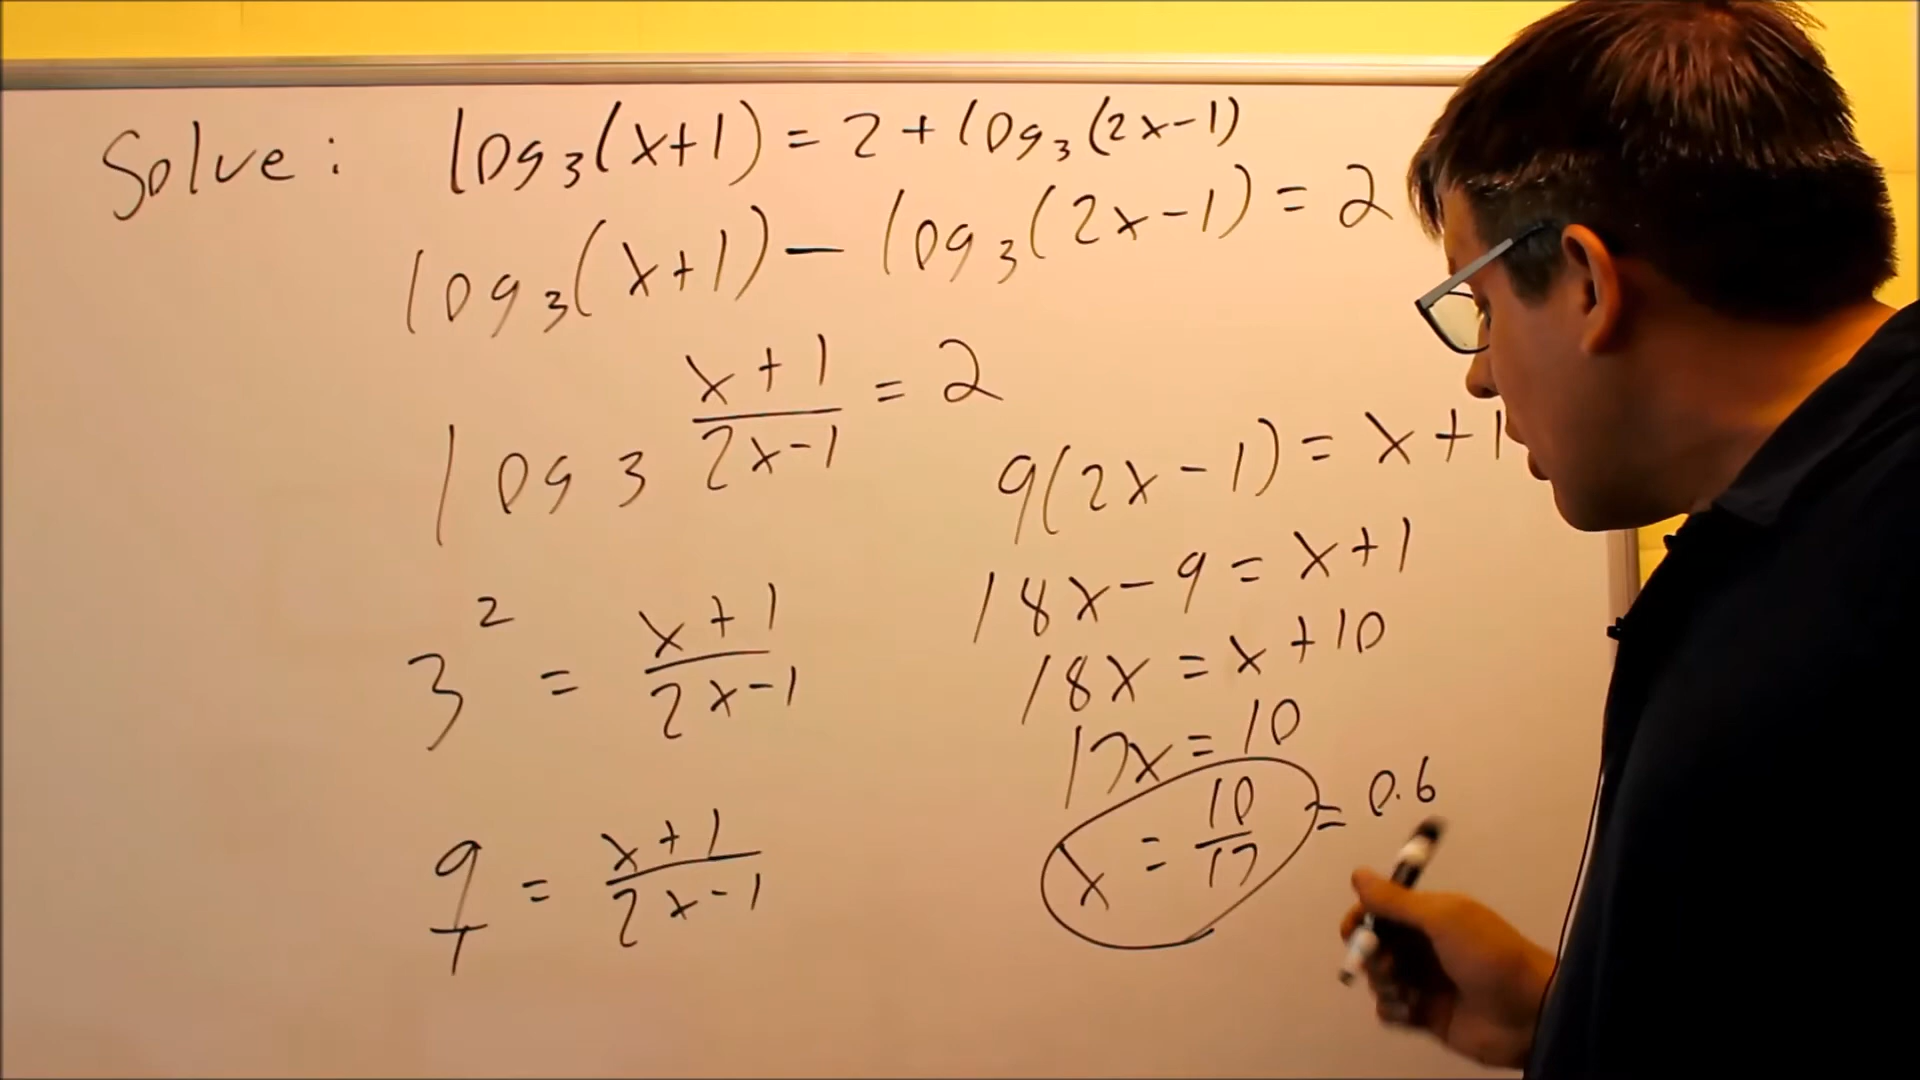 Solve: log₃(x+1) = 2 + log₃(2x-1)
log₃(x+1) - log₃(2x-1) = 2
log₃ (x+1)/(2x-1) = 2
3² = (x+1)/(2x-1)
9/1 = (x+1)/(2x-1)
9(2x-1) = x+1
18x-9 = x+1
18x = x+10
17x = 10
x = 10/17 = 0.6